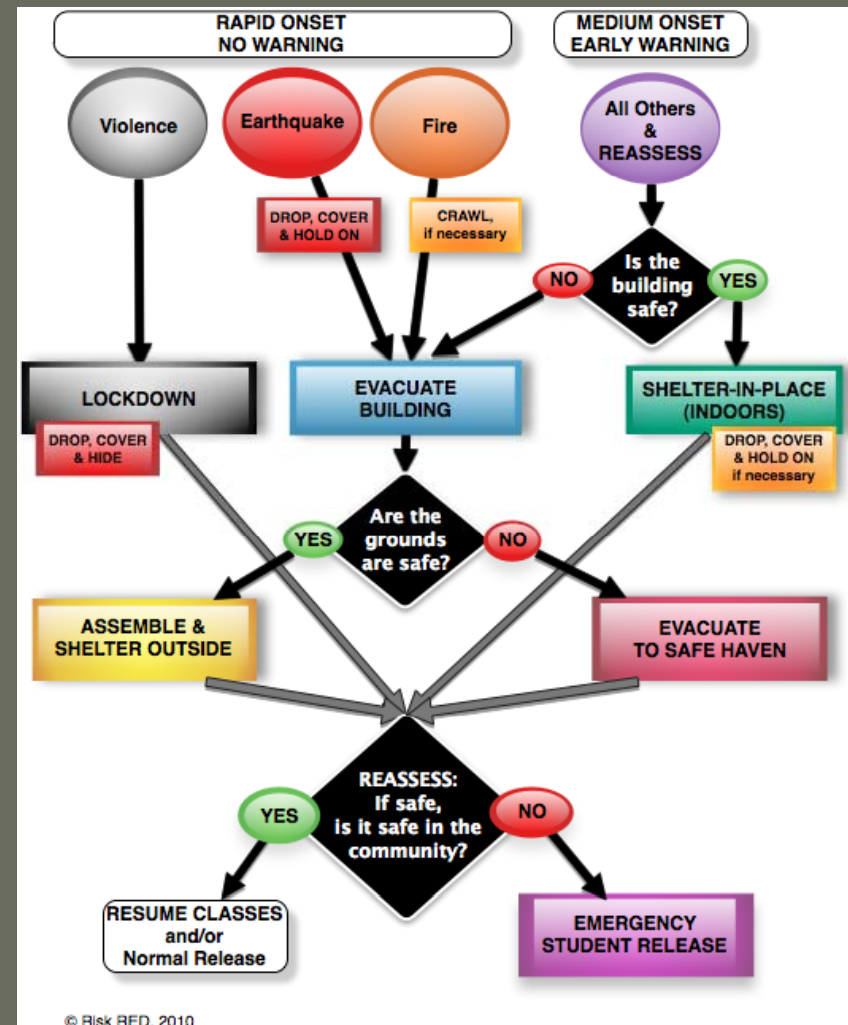 RAPID ONSET
NO WARNING
MEDIUM ONSET
EARLY WARNING
Violence
Earthquake
Fire
All Others
&
REASSESS
DROP, COVER
& HOLD ON
CRAWL,
if necessary
Is the
building
safe?
NO
YES
LOCKDOWN
DROP, COVER
& HIDE
EVACUATE
BUILDING
SHELTER-IN-PLACE
(INDOORS)
DROP, COVER
& HOLD ON
if necessary
Are the
grounds
are safe?
YES
NO
ASSEMBLE &
SHELTER OUTSIDE
EVACUATE
TO SAFE HAVEN
REASSESS:
If safe,
is it safe in the
community?
YES
NO
RESUME CLASSES
and/or
Normal Release
EMERGENCY
STUDENT RELEASE
© Risk RED, 2010